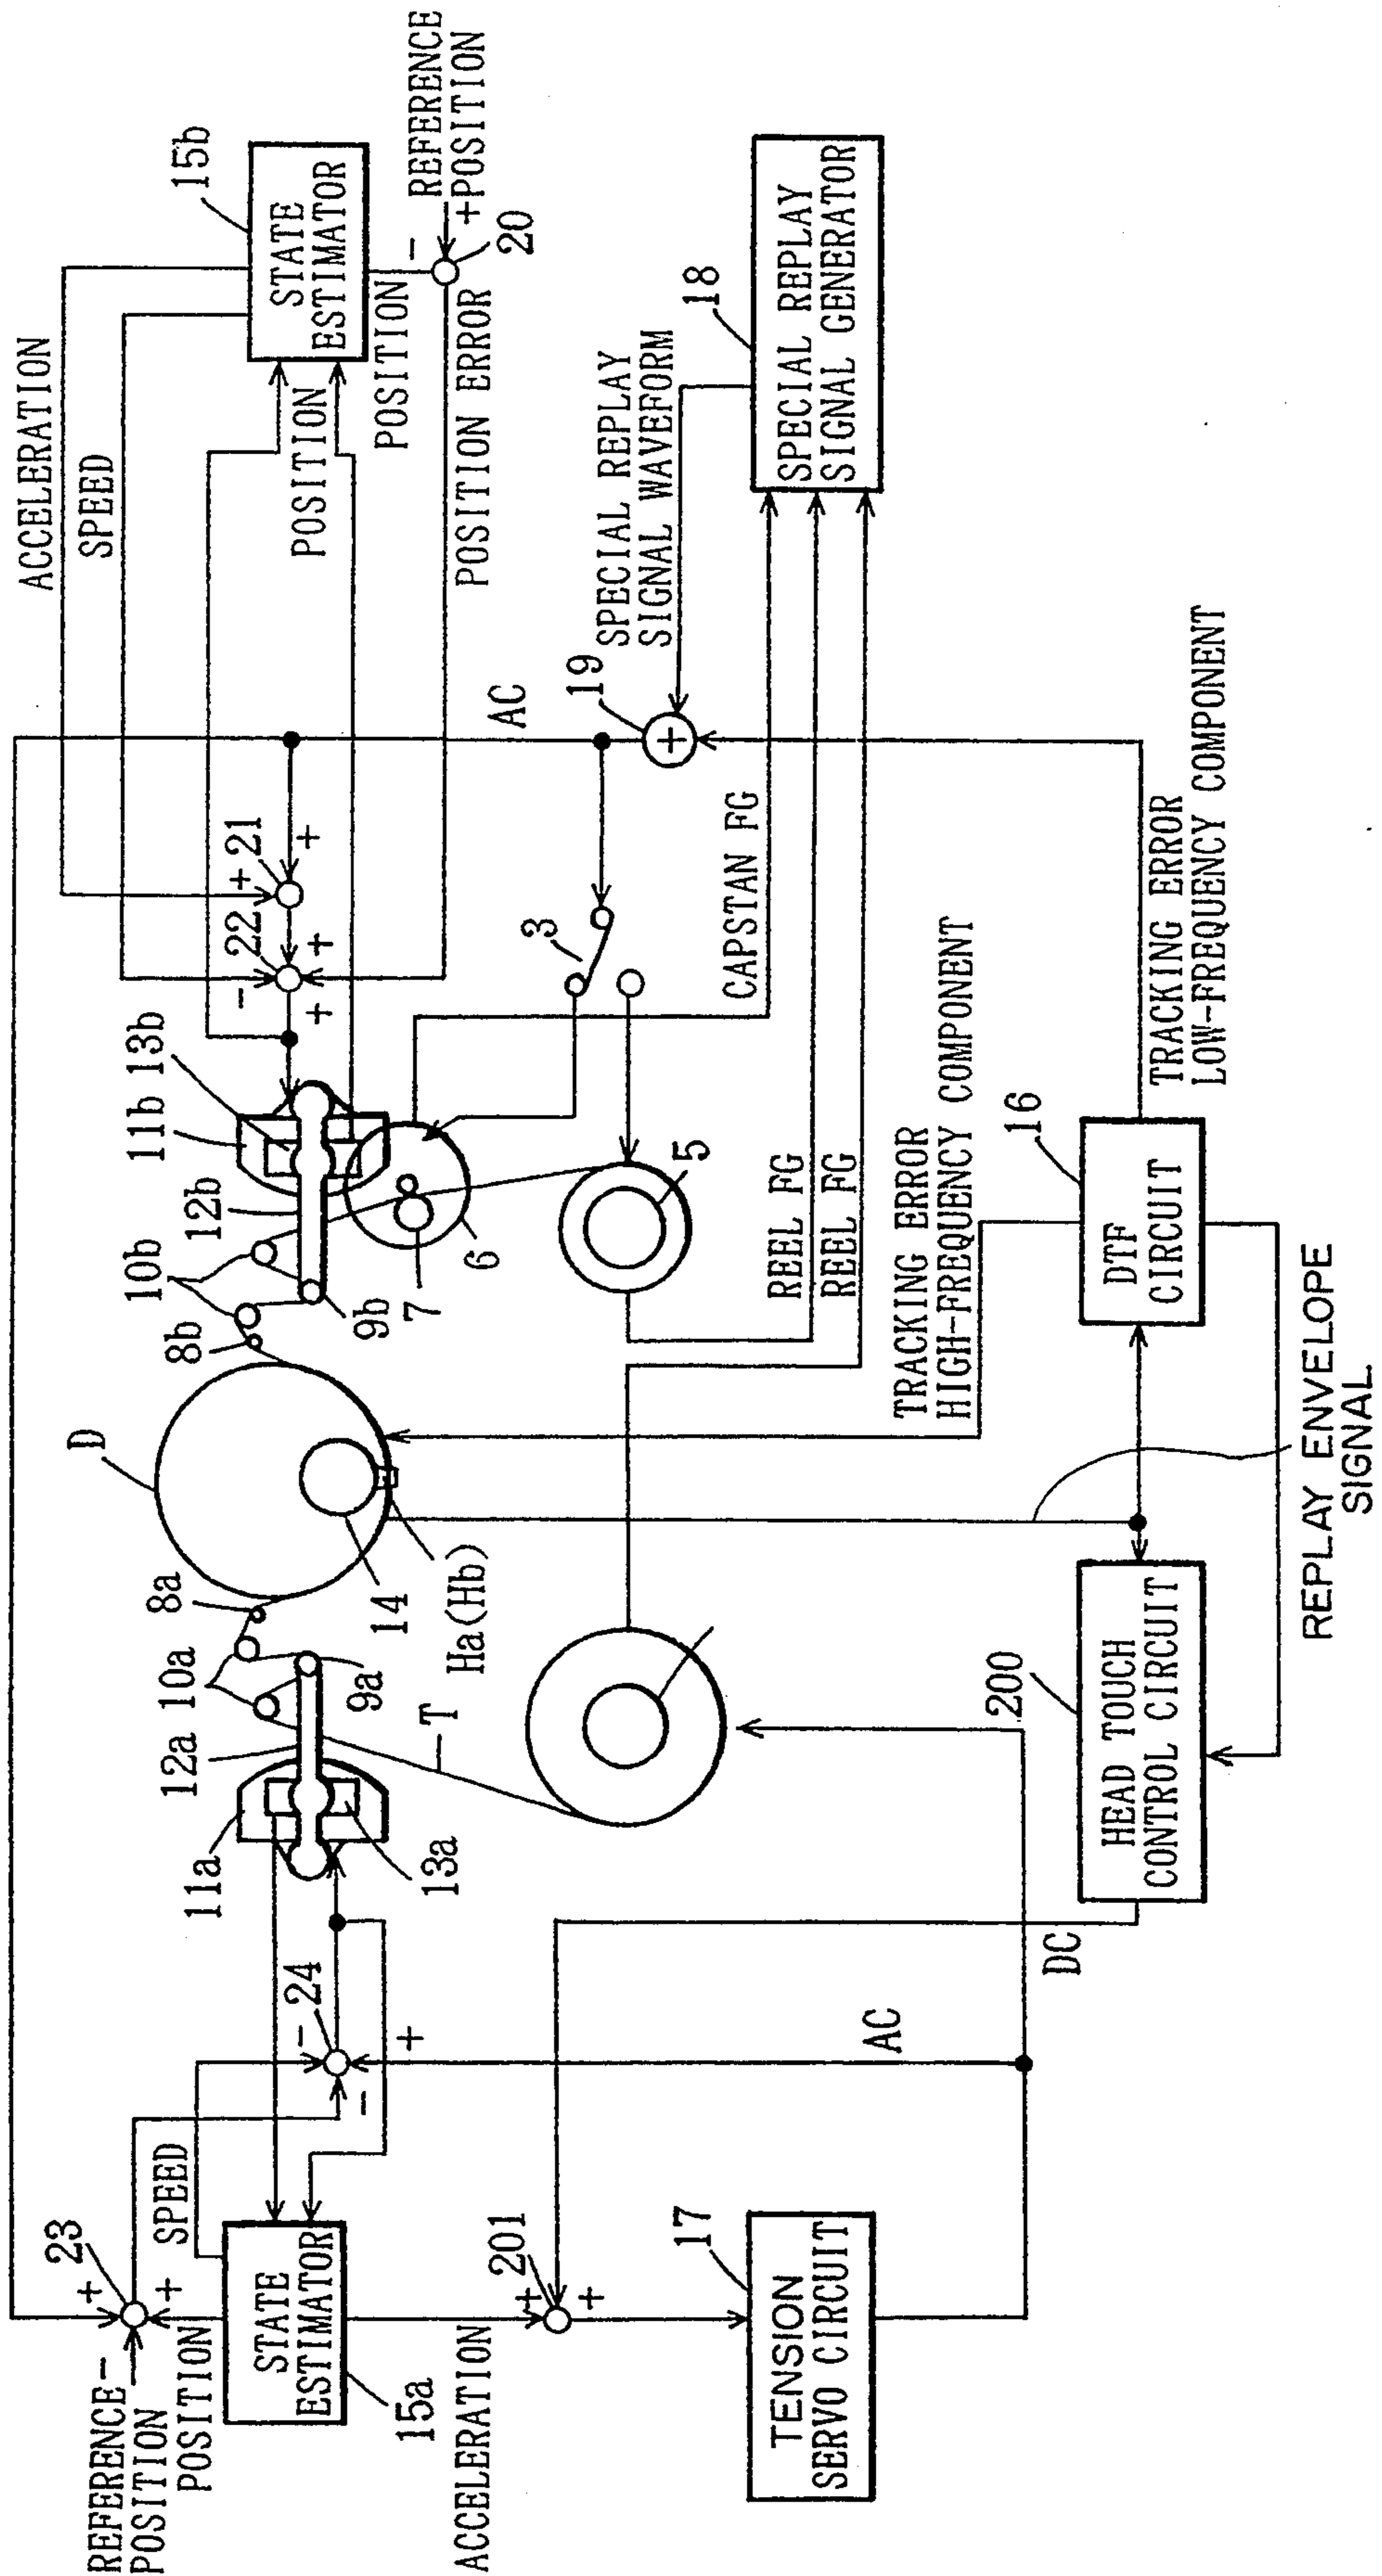 ACCELERATION
SPEED
POSITION
15b
STATE
ESTIMATOR
POSITION
REFERENCE
+POSITION
-
20
POSITION ERROR
AC
+
21
+
22
-
+
+
11b
13b
12b
10b
8b
9b
7
6
5
3
19
+
SPECIAL REPLAY
SIGNAL WAVEFORM
18
SPECIAL REPLAY
SIGNAL GENERATOR
CAPSTAN FG
REEL FG
REEL FG
TRACKING ERROR
HIGH-FREQUENCY COMPONENT
TRACKING ERROR
LOW-FREQUENCY COMPONENT
16
DTF
CIRCUIT
REPLAY ENVELOPE
SIGNAL
D
14
Ha(Hb)
8a
10a
9a
12a
11a
13a
T
200
HEAD TOUCH
CONTROL CIRCUIT
DC
AC
24
-
-
+
23
+
+
-
REFERENCE
POSITION
POSITION
SPEED
STATE
ESTIMATOR
15a
ACCELERATION
201
+
+
17
TENSION
SERVO CIRCUIT